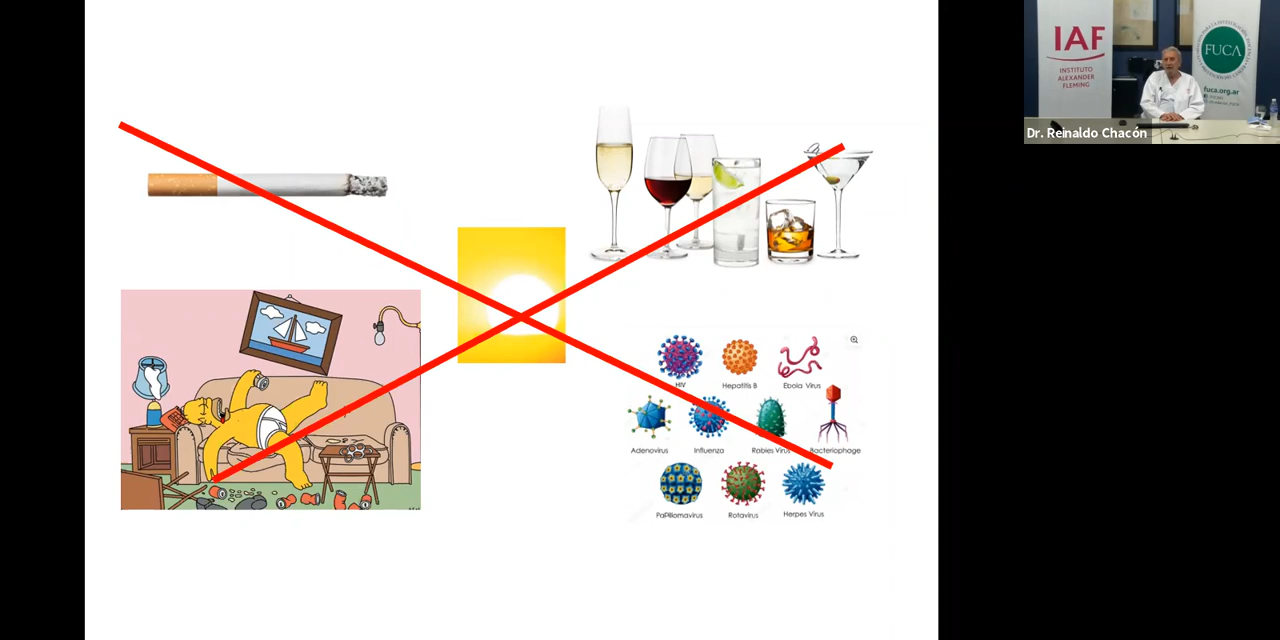 HIV
Hepatitis B
Ebola Virus
Adenovirus
Influenza
Rabies Virus
Bacteriophage
Papillomavirus
Rotavirus
Herpes Virus
IAF
INSTITUTO
ALEXANDER
FLEMING
FUCA
fuca.org.ar
Dr. Reinaldo Chacón